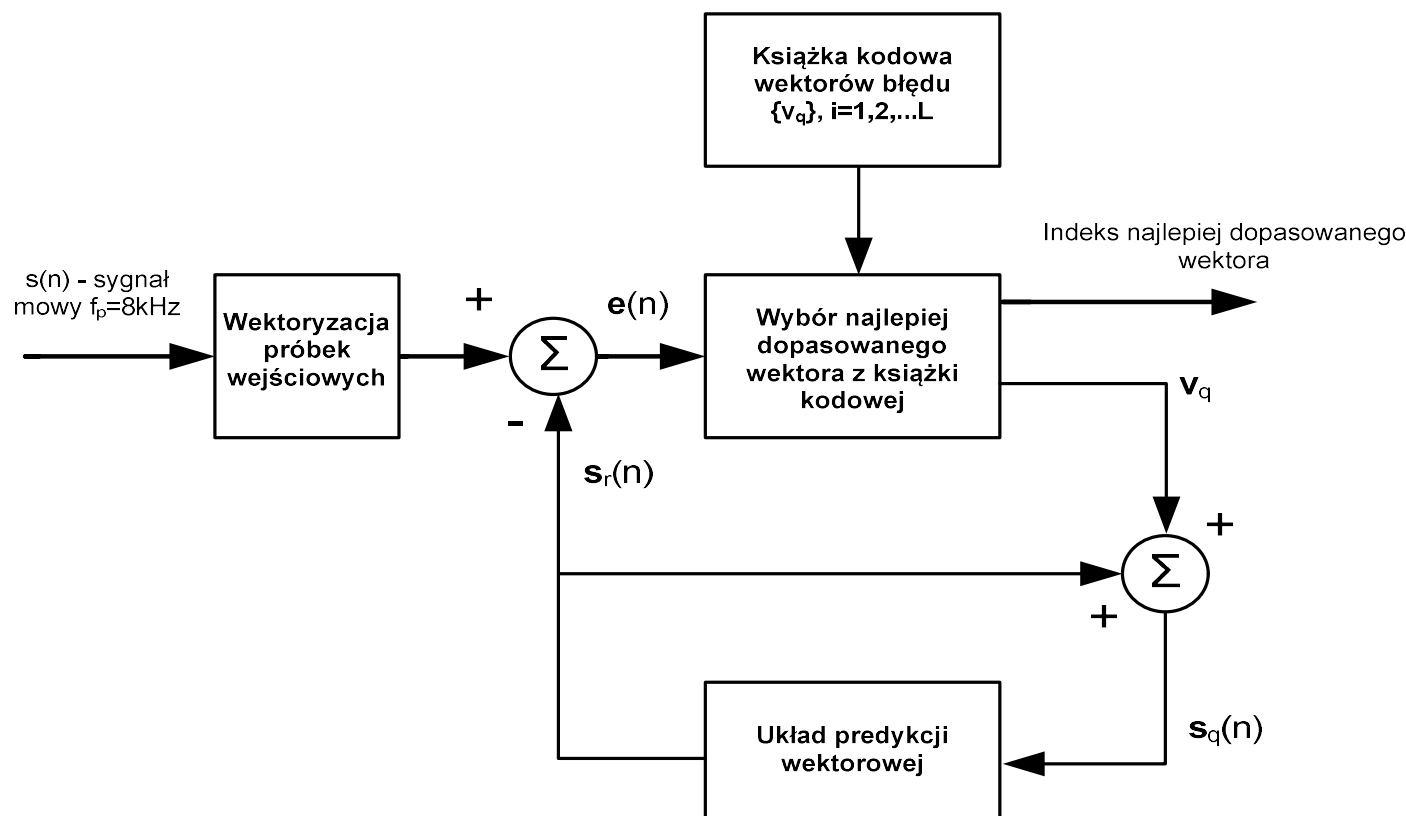 Książka kodowa
wektorów błędu
{vq}, i=1,2,...L
Indeks najlepiej dopasowanego
wektora
s(n) - sygnał
mowy fp=8kHz
Wektoryzacja
próbek
wejściowych
+
-
Σ
e(n)
Wybór najlepiej
dopasowanego
wektora z książki
kodowej
vq
sr(n)
+
+
Σ
Układ predykcji
wektorowej
sq(n)